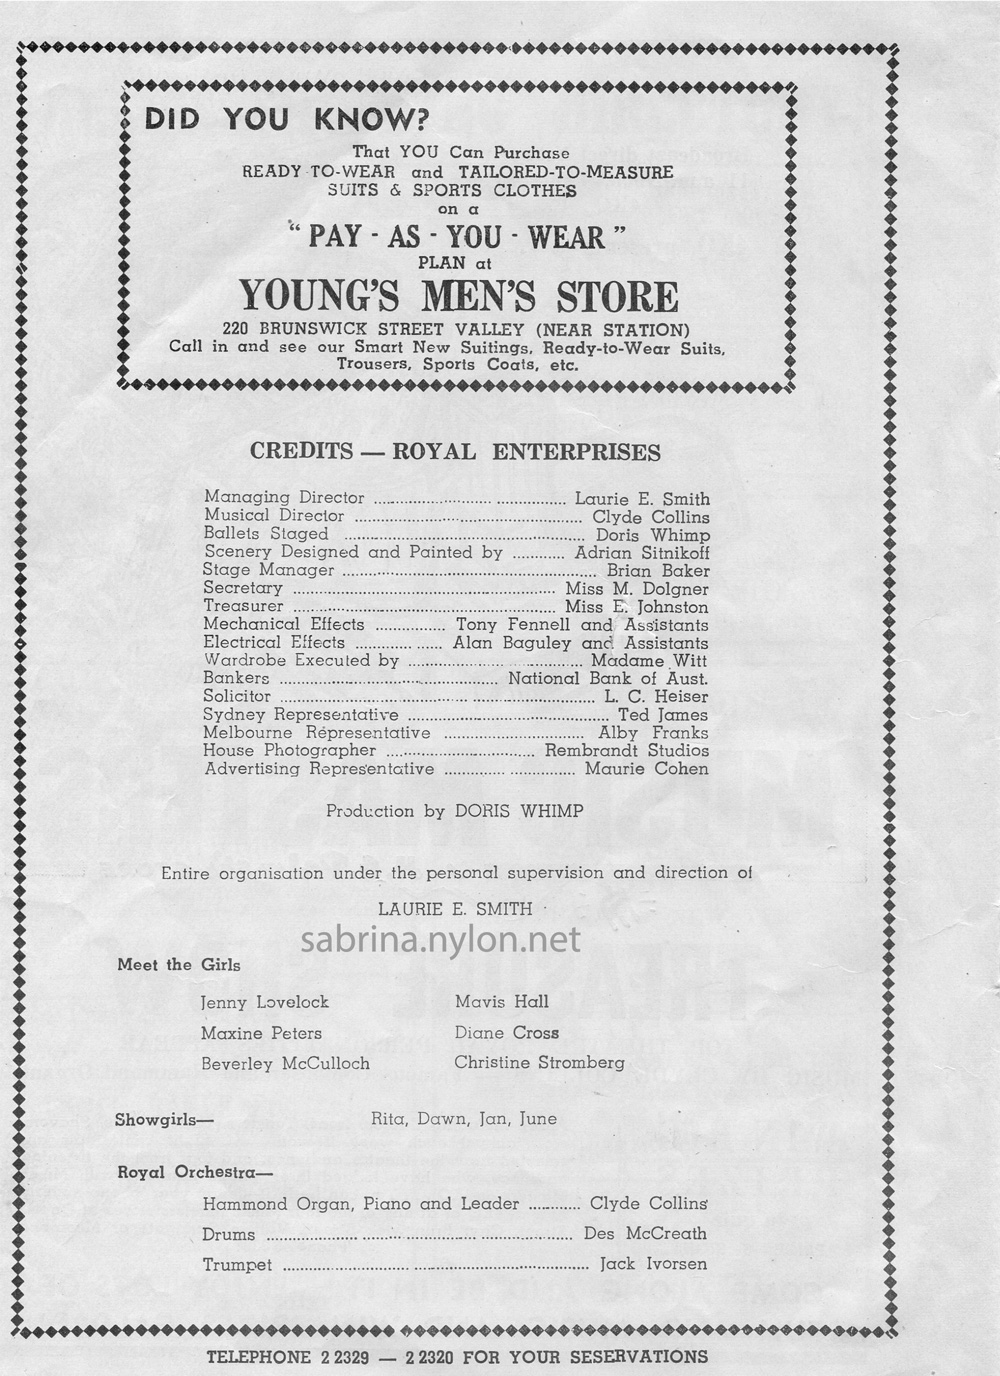 DID YOU KNOW?
That YOU Can Purchase
READY-TO-WEAR and TAILORED-TO-MEASURE
SUITS & SPORTS CLOTHES
on a
“ PAY - AS - YOU - WEAR ”
PLAN at
YOUNG'S MEN'S STORE
220 BRUNSWICK STREET VALLEY (NEAR STATION)
Call in and see our Smart New Suitings, Ready-to-Wear Suits,
Trousers, Sports Coats, etc.
CREDITS — ROYAL ENTERPRISES
Managing Director .......... Laurie E. Smith
Musical Director .......... Clyde Collins
Ballets Staged .......... Doris Whimp
Scenery Designed and Painted by .......... Adrian Sitnikoff
Stage Manager .......... Brian Baker
Secretary .......... Miss M. Dolgner
Treasurer .......... Miss E. Johnston
Mechanical Effects .......... Tony Fennell and Assistants
Electrical Effects .......... Alan Baguley and Assistants
Wardrobe Executed by .......... Madame Witt
Bankers .......... National Bank of Aust.
Solicitor .......... L. C. Heiser
Sydney Representative .......... Ted James
Melbourne Representative .......... Alby Franks
House Photographer .......... Rembrandt Studios
Advertising Representative .......... Maurie Cohen
Production by DORIS WHIMP
Entire organisation under the personal supervision and direction of
LAURIE E. SMITH
sabrina.nylon.net
Meet the Girls
Jenny Lovelock Mavis Hall
Maxine Peters Diane Cross
Beverley McCulloch Christine Stromberg
Showgirls— Rita, Dawn, Jan, June
Royal Orchestra—
Hammond Organ, Piano and Leader .......... Clyde Collins
Drums .......... Des McCreath
Trumpet .......... Jack Ivorsen
TELEPHONE 2 2329 — 2 2320 FOR YOUR SESERVATIONS